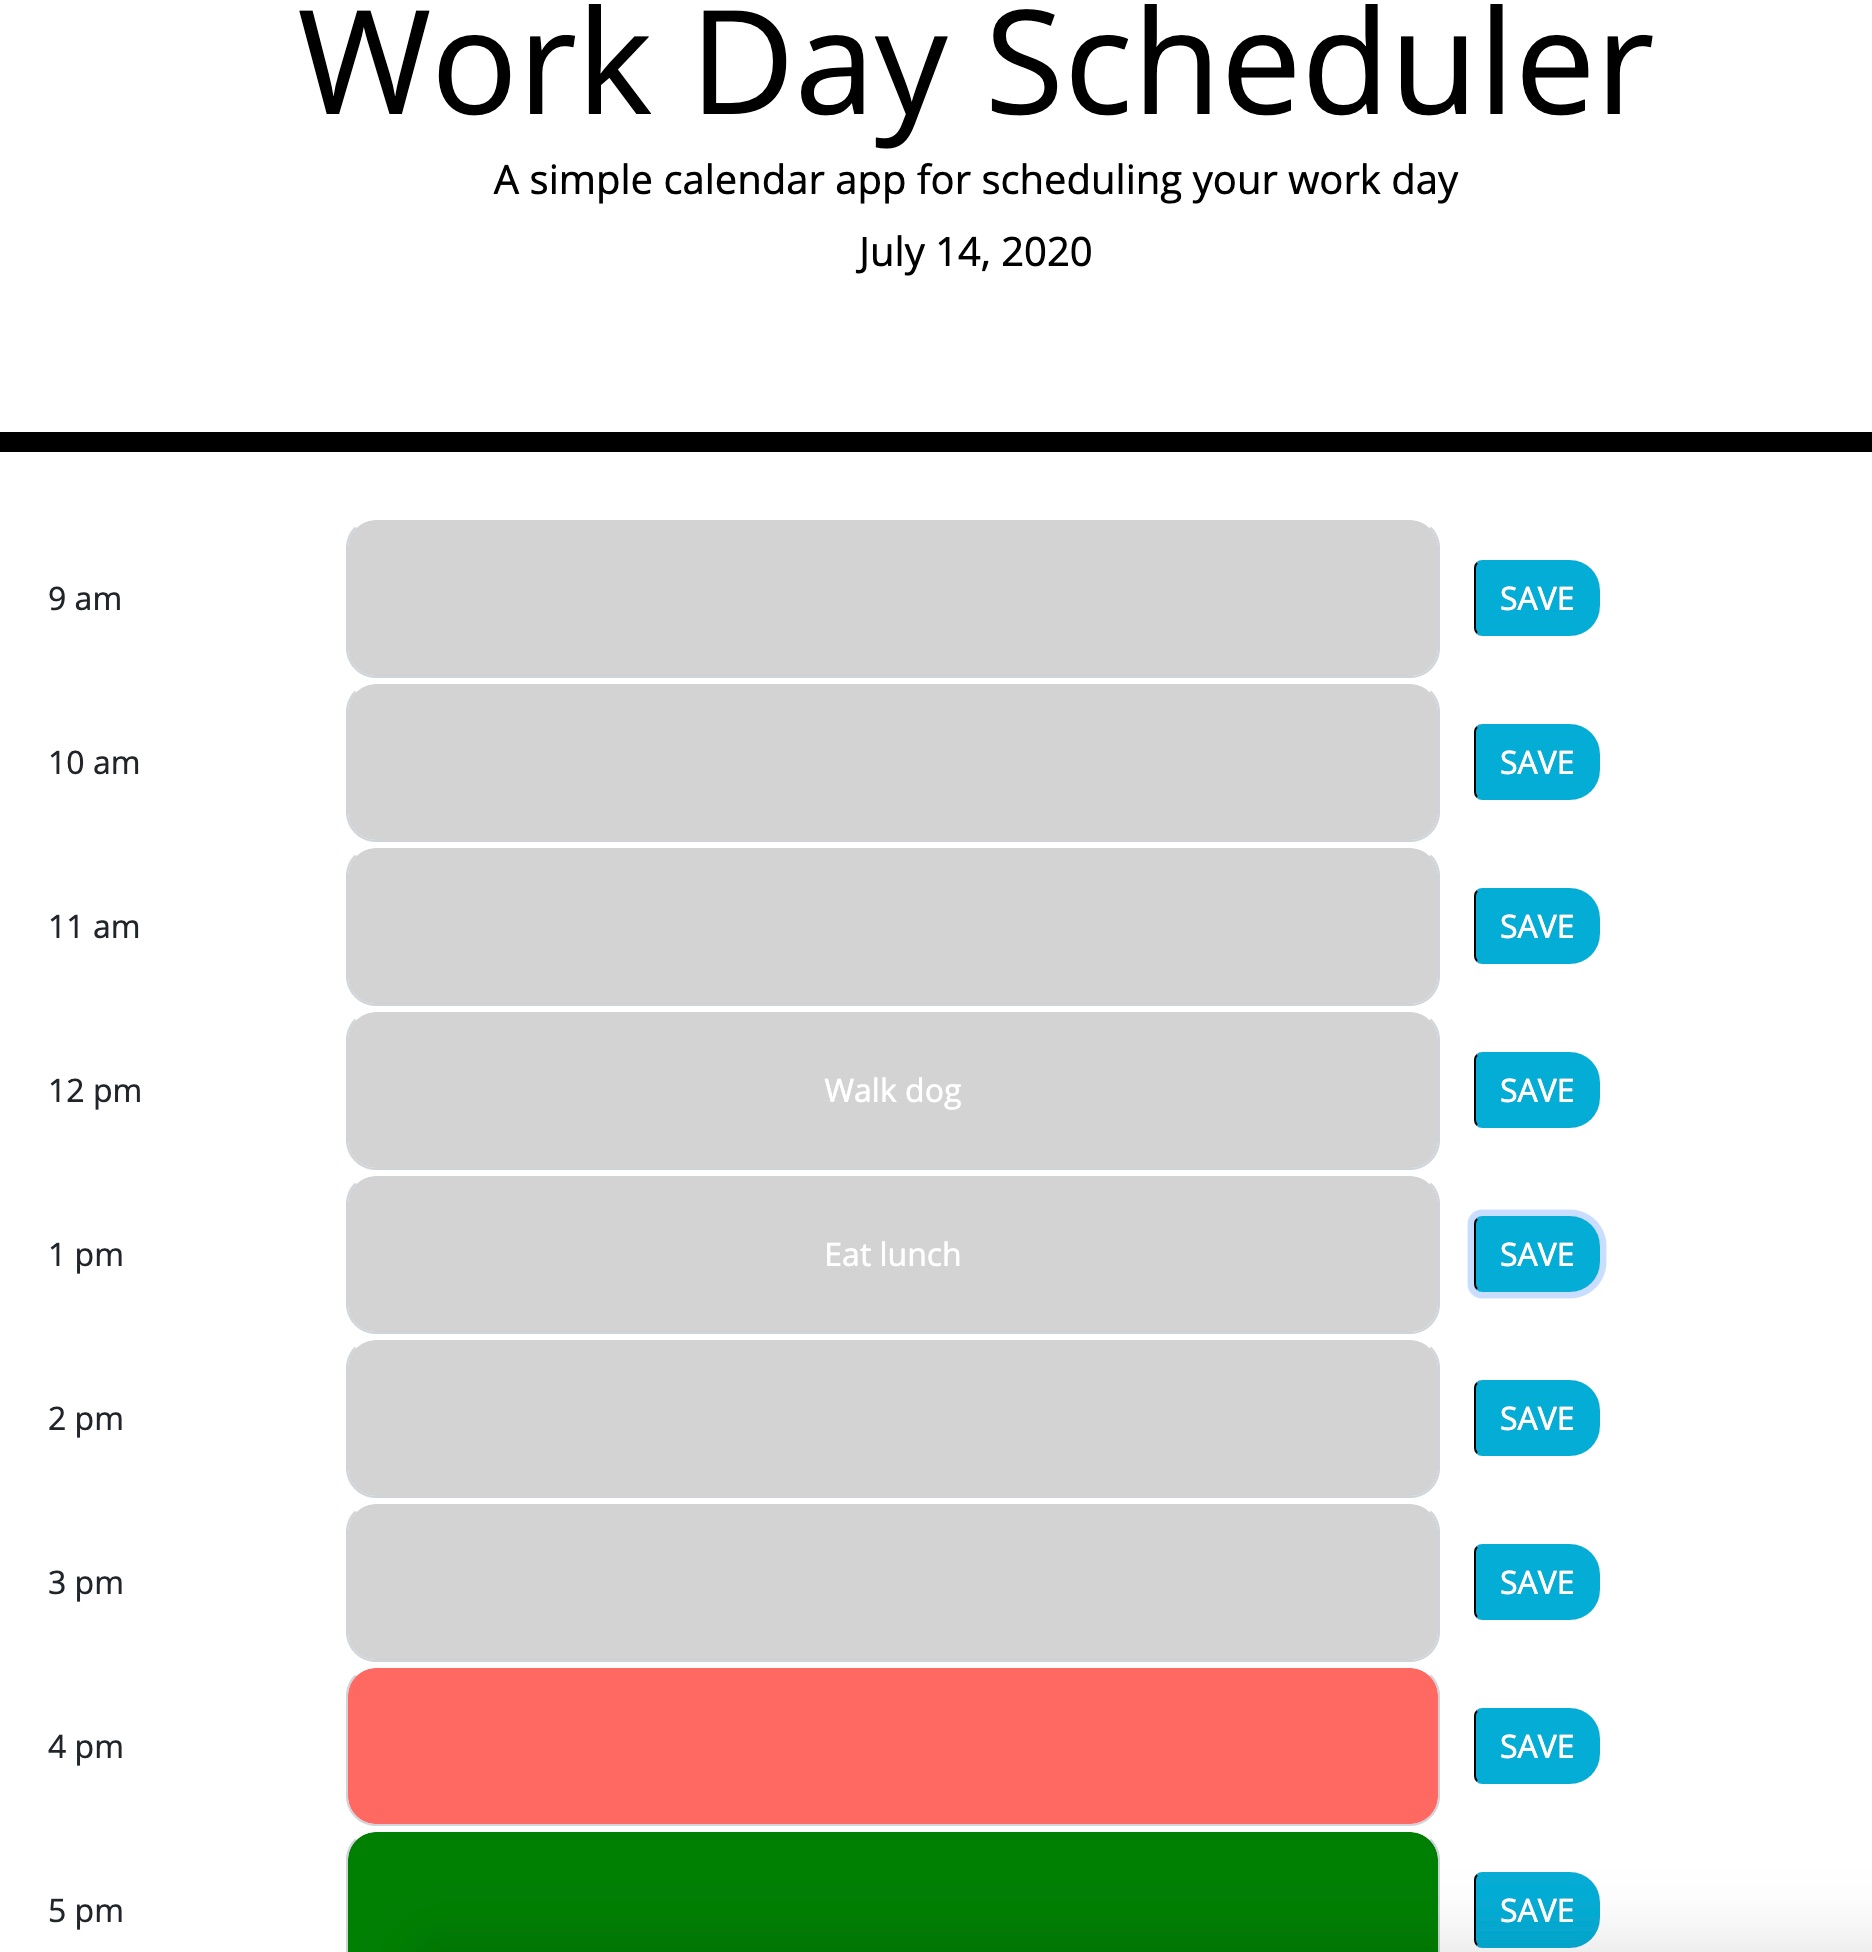 Work Day Scheduler
A simple calendar app for scheduling your work day
July 14, 2020
9 am SAVE
10 am SAVE
11 am SAVE
12 pm Walk dog SAVE
1 pm Eat lunch SAVE
2 pm SAVE
3 pm SAVE
4 pm SAVE
5 pm SAVE